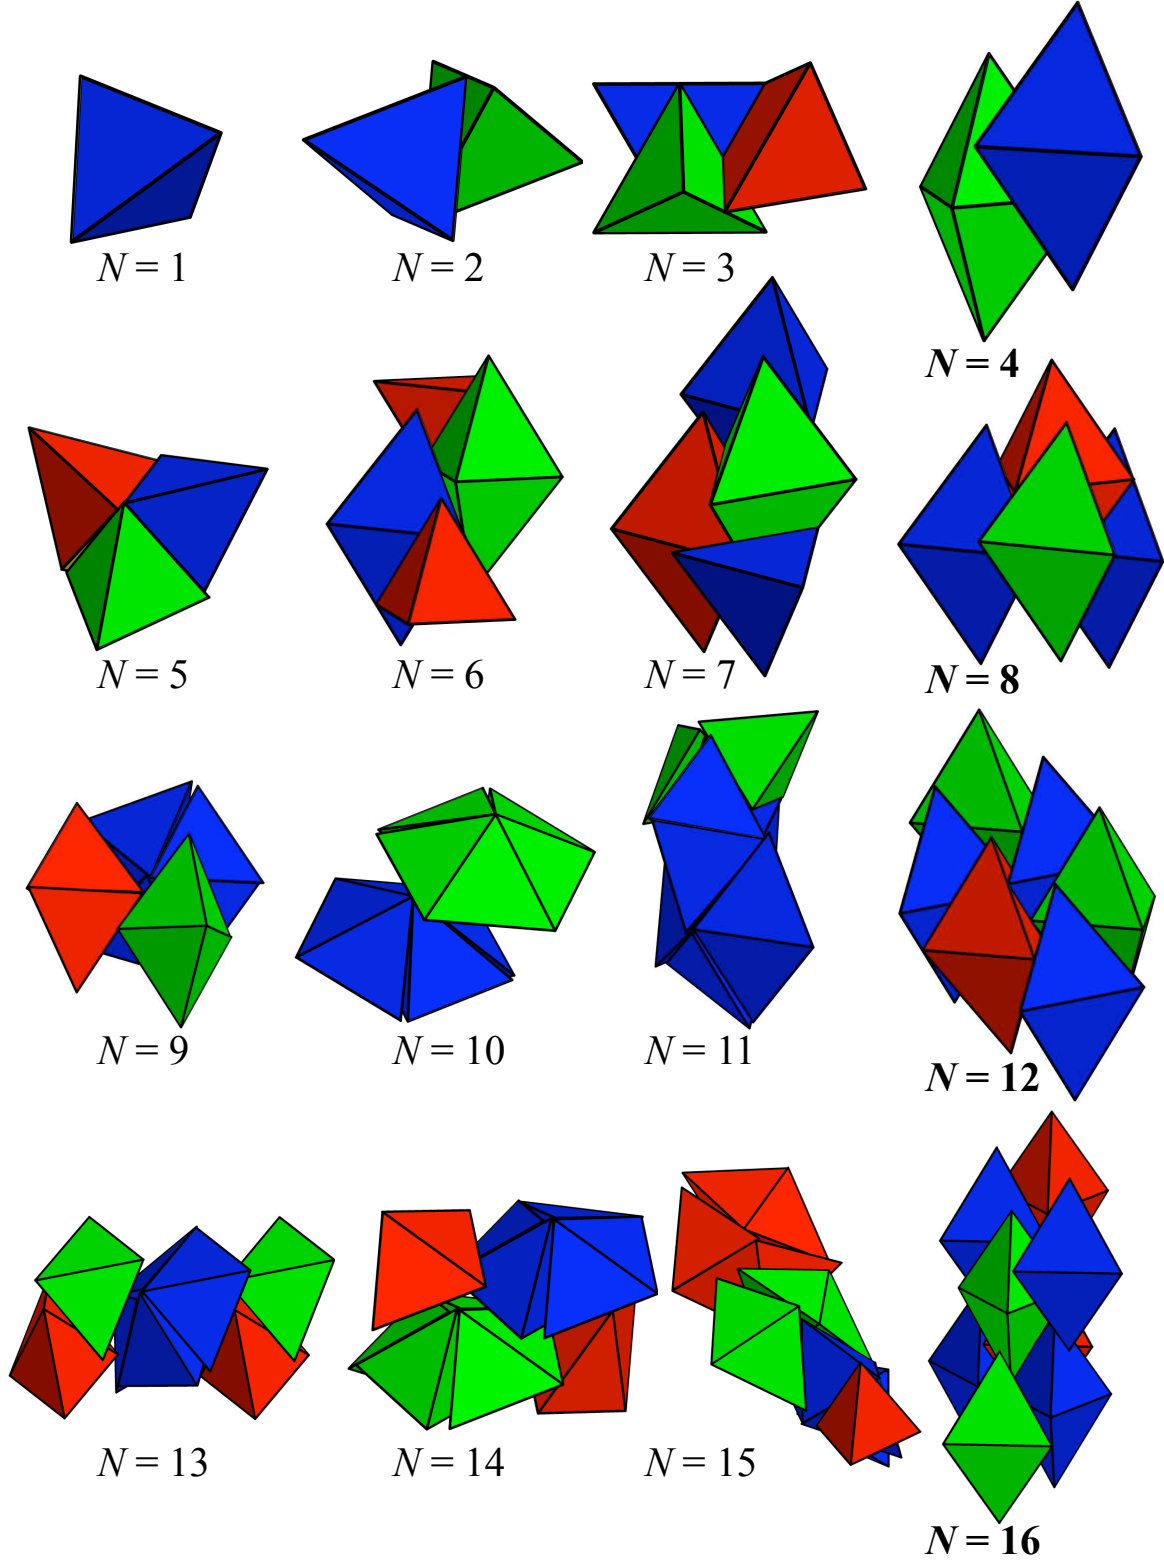 N = 1
N = 2
N = 3
N = 4
N = 5
N = 6
N = 7
N = 8
N = 9
N = 10
N = 11
N = 12
N = 13
N = 14
N = 15
N = 16